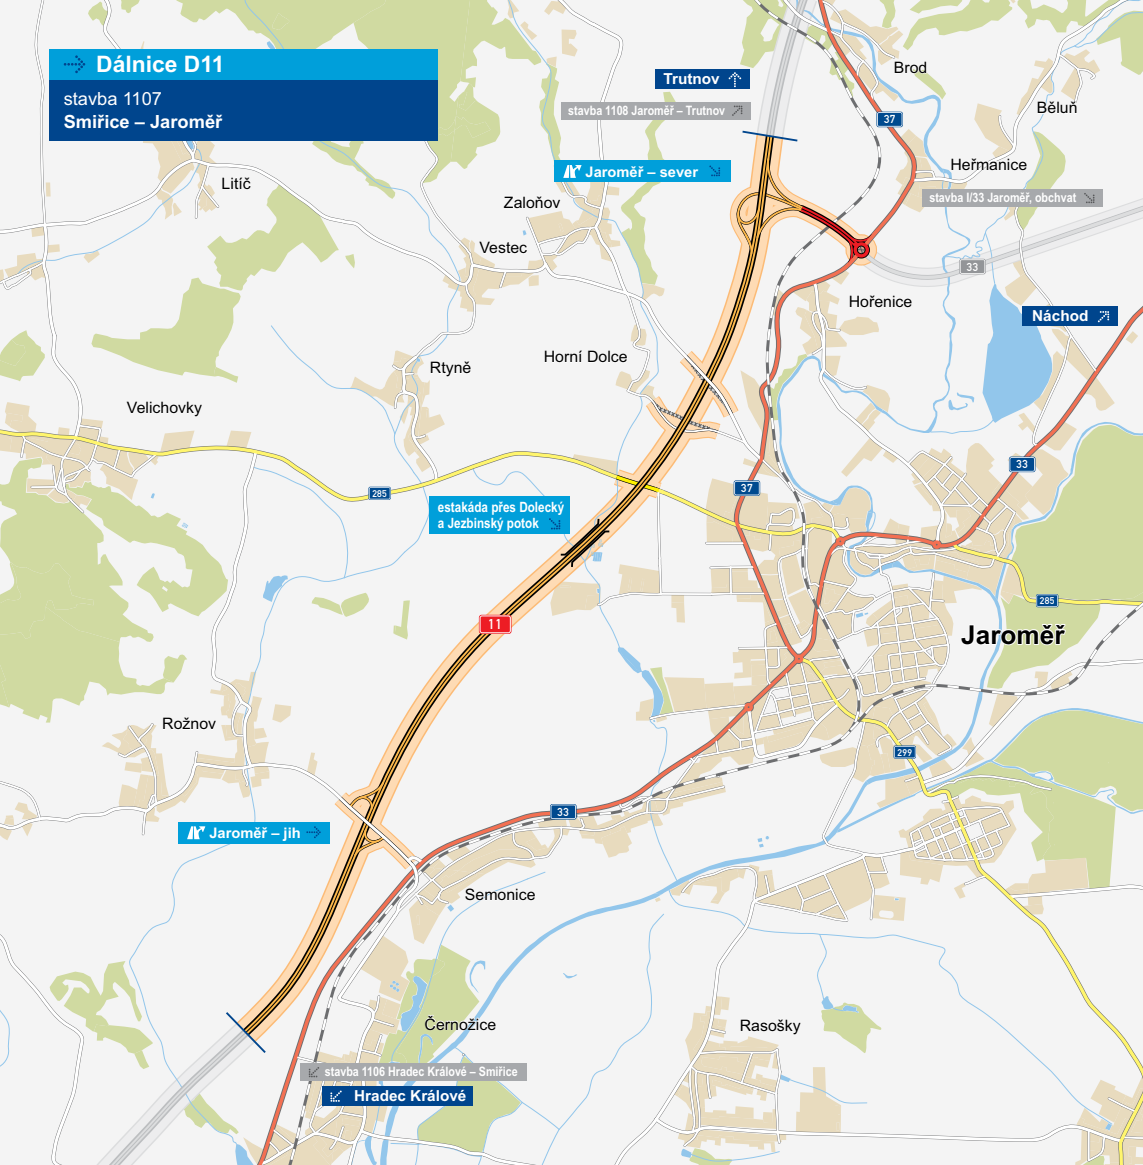 Dálnice D11
stavba 1107
Smiřice – Jaroměř
Trutnov
stavba 1108 Jaroměř – Trutnov
Brod
Běluň
37
Heřmanice
Jaroměř – sever
Litíč
stavba I/33 Jaroměř, obchvat
Zaloňov
Vestec
33
Hořenice
Náchod
Horní Dolce
Rtyně
Velichovky
33
37
285
estakáda přes Dolecký
a Jezbinský potok
285
11
Jaroměř
Rožnov
299
33
Jaroměř – jih
Semonice
Černožice
Rasošky
stavba 1106 Hradec Králové – Smiřice
Hradec Králové